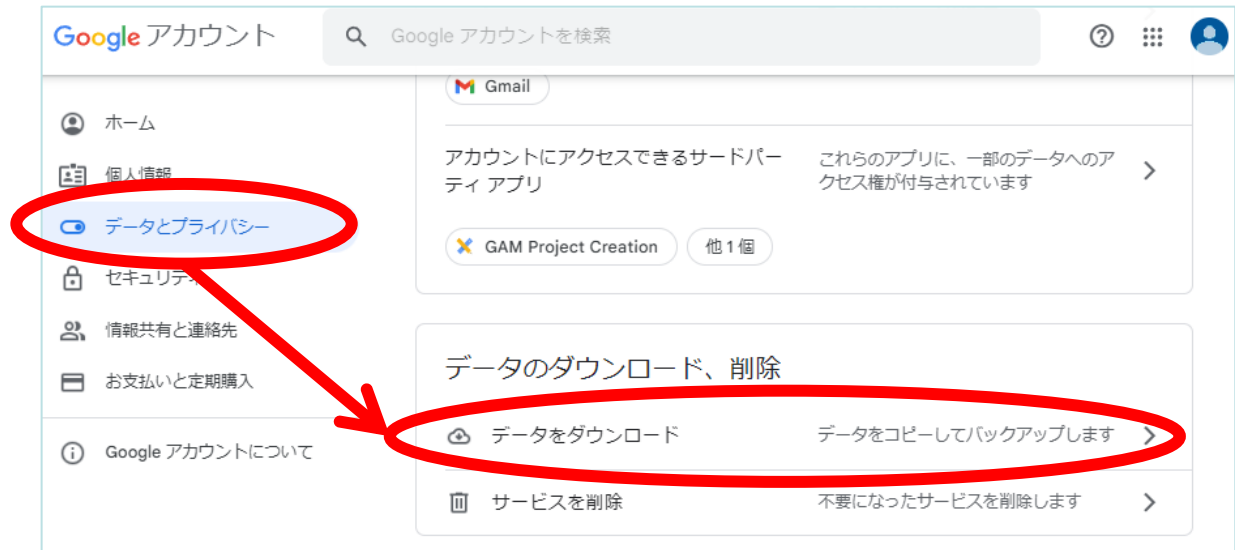 Google アカウント
Google アカウントを検索
Gmail
ホーム
個人情報
データとプライバシー
セキュリティ
情報共有と連絡先
お支払いと定期購入
Google アカウントについて
アカウントにアクセスできるサードパー
ティ アプリ
これらのアプリに、一部のデータへのア
クセス権が付与されています
GAM Project Creation
他 1 個
データのダウンロード、削除
データをダウンロード
データをコピーしてバックアップします
サービスを削除
不要になったサービスを削除します